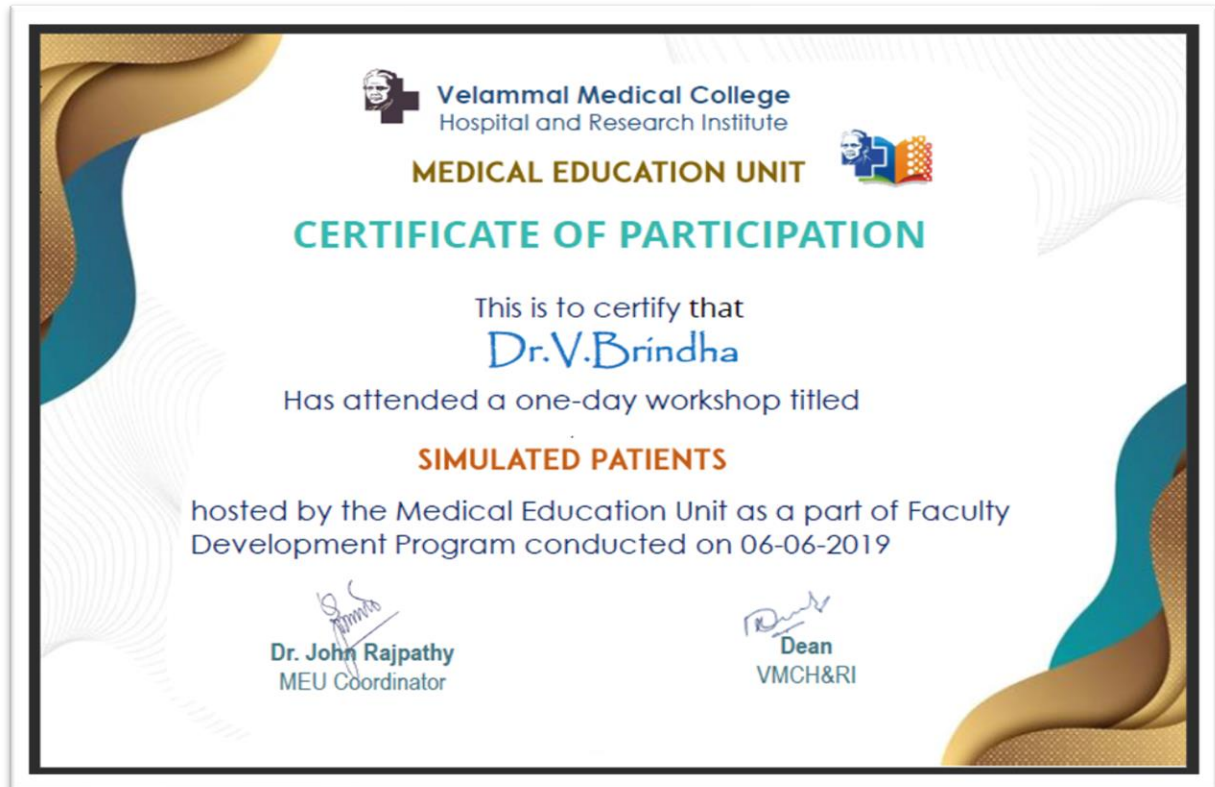 Velammal Medical College
Hospital and Research Institute
MEDICAL EDUCATION UNIT
CERTIFICATE OF PARTICIPATION
This is to certify that
Dr.V.Brindha
Has attended a one-day workshop titled
SIMULATED PATIENTS
hosted by the Medical Education Unit as a part of Faculty
Development Program conducted on 06-06-2019
Dr. John Rajpathy
MEU Coordinator
Dean
VMCH&RI